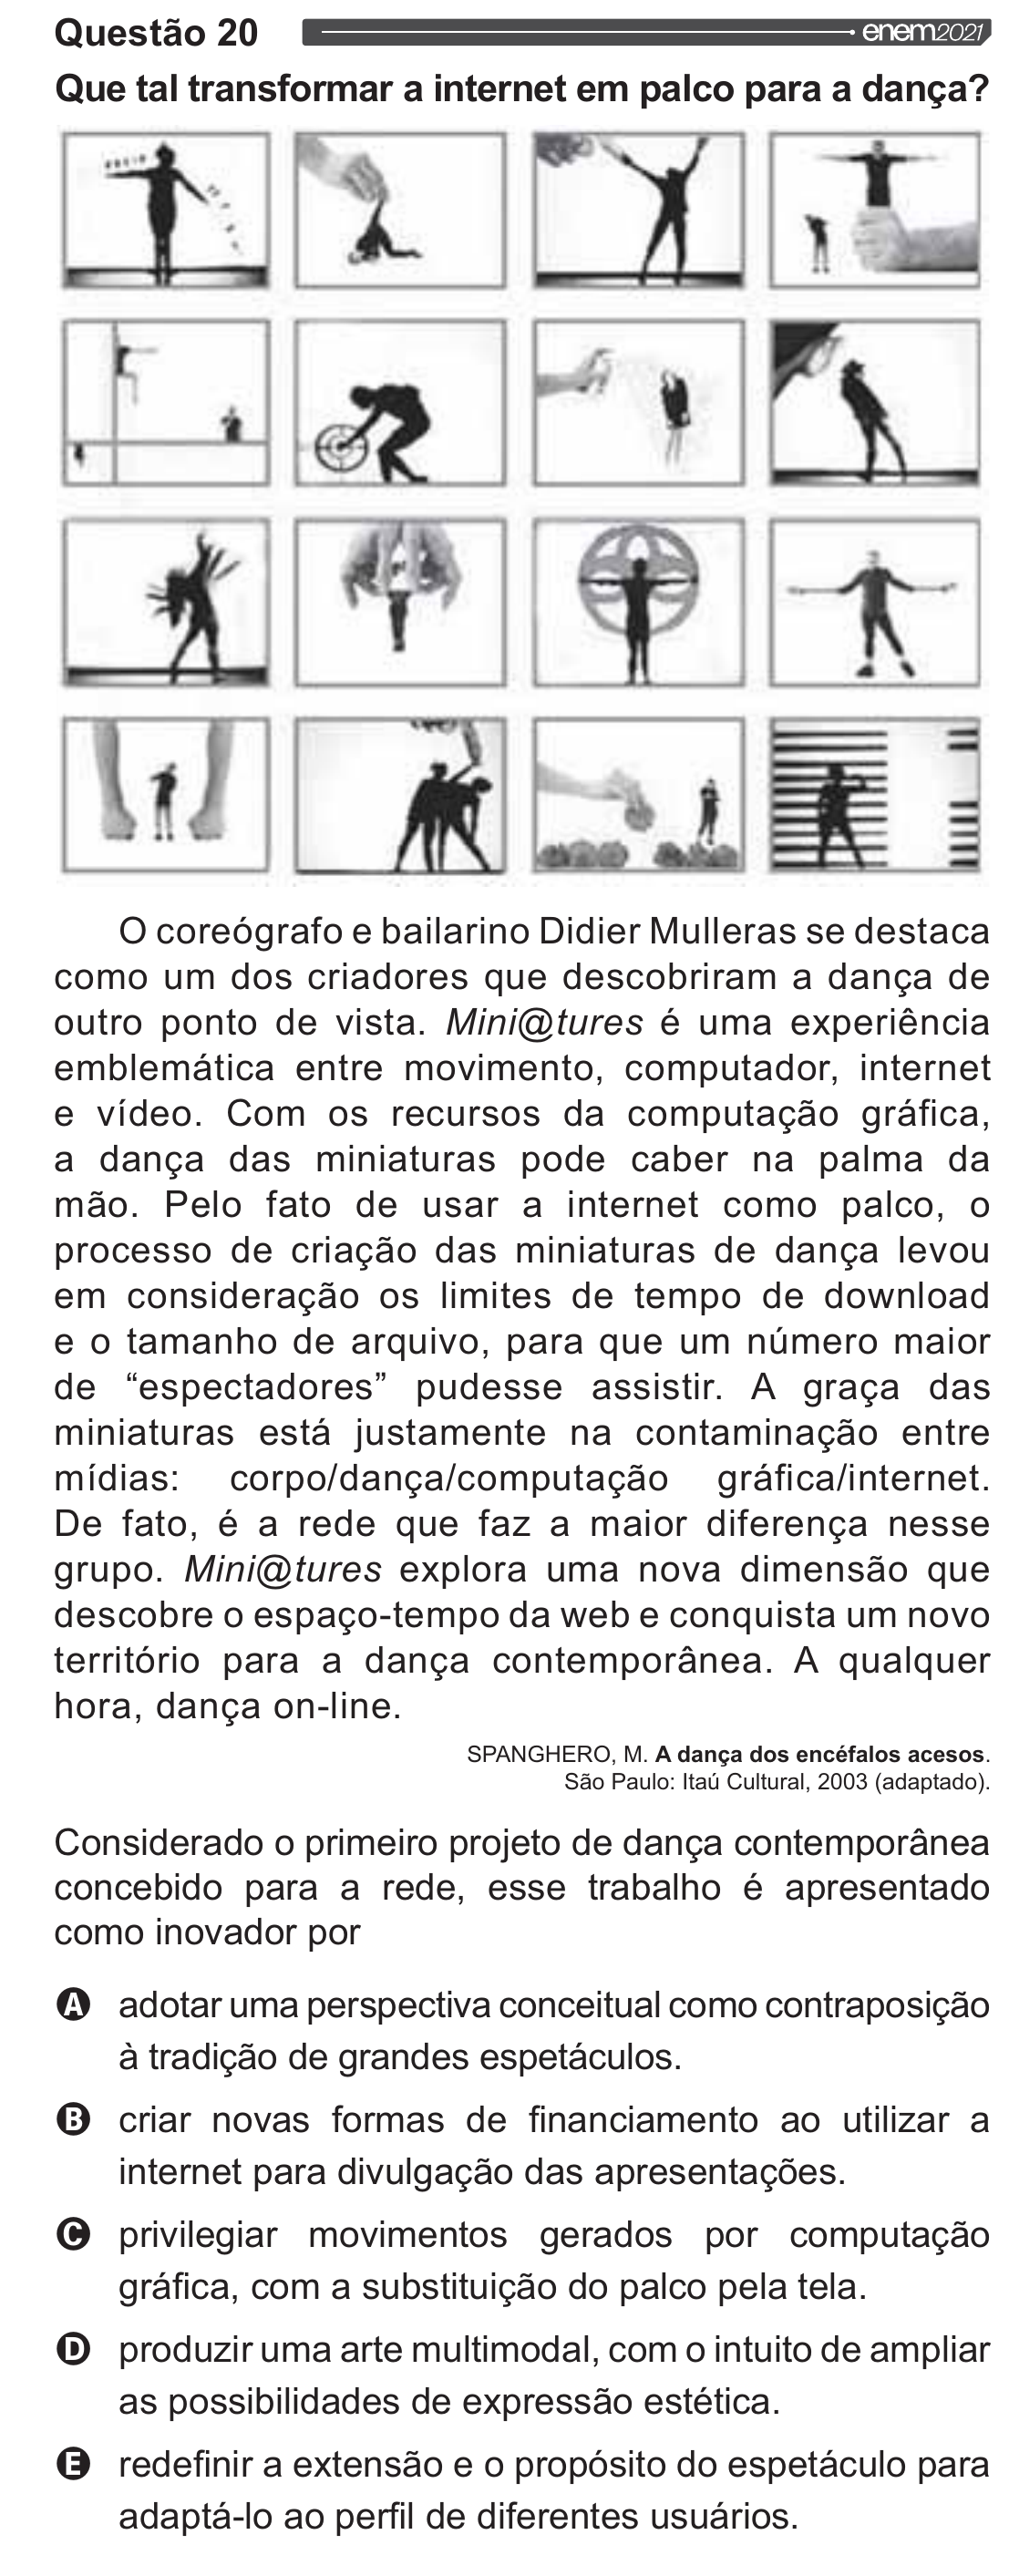 Questão 20
enem2021
Que tal transformar a internet em palco para a dança?
O coreógrafo e bailarino Didier Mulleras se destaca
como um dos criadores que descobriram a dança de
outro ponto de vista. Mini@tures é uma experiência
emblemática entre movimento, computador, internet
e vídeo. Com os recursos da computação gráfica,
a dança das miniaturas pode caber na palma da
mão. Pelo fato de usar a internet como palco, o
processo de criação das miniaturas de dança levou
em consideração os limites de tempo de download
e o tamanho de arquivo, para que um número maior
de “espectadores” pudesse assistir. A graça das
miniaturas está justamente na contaminação entre
mídias: corpo/dança/computação gráfica/internet.
De fato, é a rede que faz a maior diferença nesse
grupo. Mini@tures explora uma nova dimensão que
descobre o espaço-tempo da web e conquista um novo
território para a dança contemporânea. A qualquer
hora, dança on-line.
SPANGHERO, M. A dança dos encéfalos acesos.
São Paulo: Itaú Cultural, 2003 (adaptado).
Considerado o primeiro projeto de dança contemporânea
concebido para a rede, esse trabalho é apresentado
como inovador por
A adotar uma perspectiva conceitual como contraposição
à tradição de grandes espetáculos.
B criar novas formas de financiamento ao utilizar a
internet para divulgação das apresentações.
C privilegiar movimentos gerados por computação
gráfica, com a substituição do palco pela tela.
D produzir uma arte multimodal, com o intuito de ampliar
as possibilidades de expressão estética.
E redefinir a extensão e o propósito do espetáculo para
adaptá-lo ao perfil de diferentes usuários.